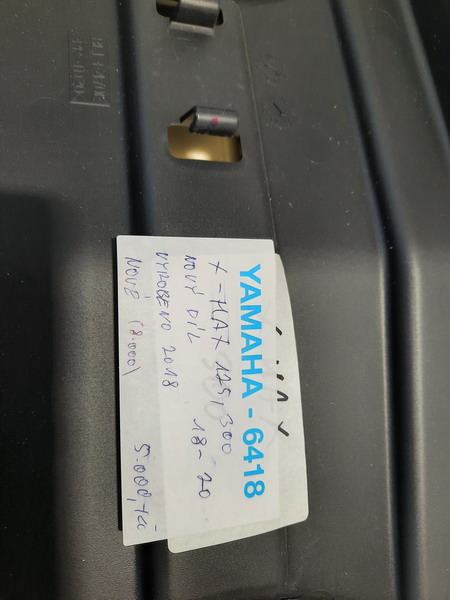 YAMAHA - 6418
X-MAX 125/300
NOVÝ DÍL 18-20
VYROBENO 2018
NOVÉ (8.000) 5.000,-Kč